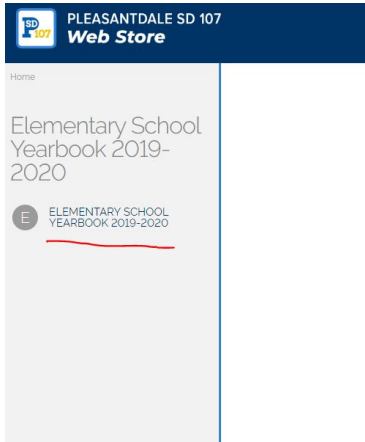 SD
P
107
PLEASANTDALE SD 107
Web Store
Home
Elementary School
Yearbook 2019-
2020
E
ELEMENTARY SCHOOL
YEARBOOK 2019-2020